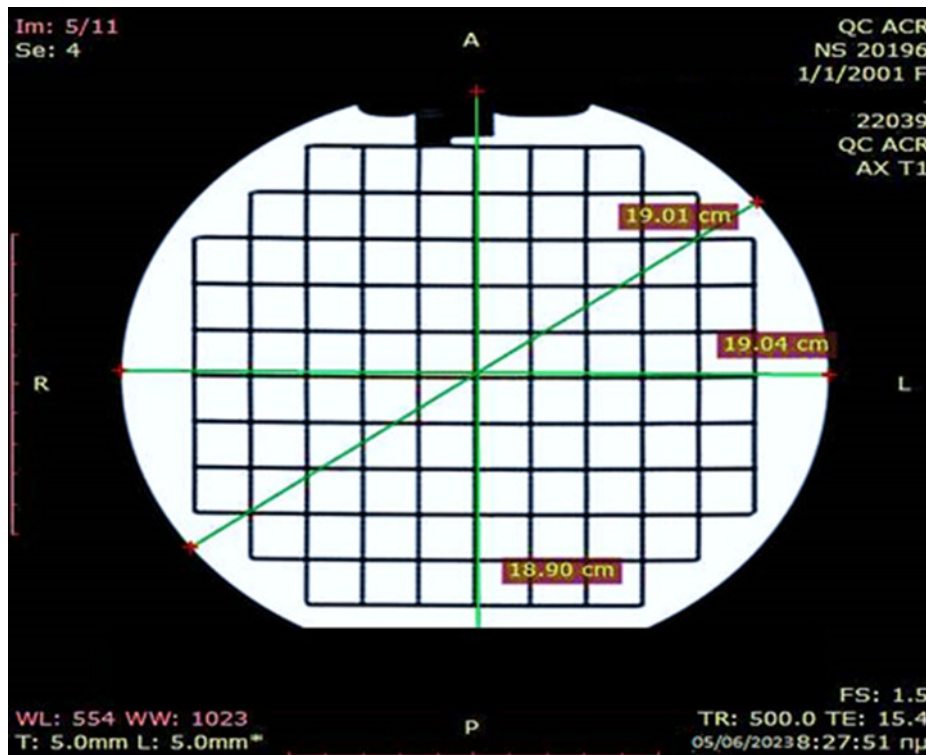 Im: 5/11
Se: 4
A
QC ACR
NS 20196
1/1/2001 F
22039
QC ACR
AX T1
19.01 cm
19.04 cm
R
L
18.90 cm
FS: 1.5
WL: 554 WW: 1023
TR: 500.0 TE: 15.4
T: 5.0mm L: 5.0mm*
P
05/06/2023 8:27:51 πμ